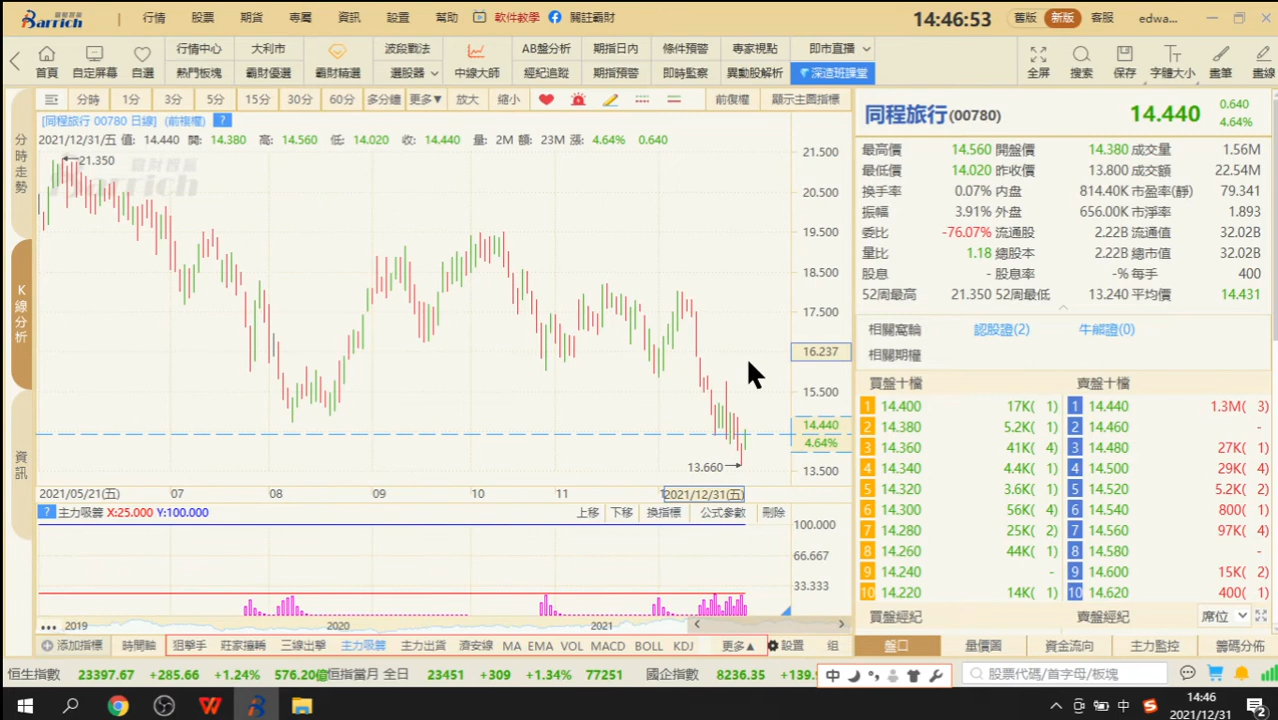 霸財智贏 Barrich 行情 股票 期貨 專屬 資訊 設置 幫助 軟件教學 關註霸財 14:46:53 舊版 新版 客服 edwa...
行情中心 大利市 波段戰法 AB盤分析 期指日内 條件預警 專家視點 即市直播
首頁 自定屏幕 自選 熱門板塊 霸財優選 霸財精選 選股器 中線大師 經紀追蹤 期指預警 即時監察 異動股解析 深造班課堂 全屏 搜索 保存 字體大小 畫筆 畫線
分時 1分 3分 5分 15分 30分 60分 多分鐘 更多▼ 放大 縮小 前復權 顯示主圖指標
分時走勢
K線分析
資訊
[同程旅行 00780 日線] (前複權) ?
2021/12/31/五 值: 14.440 開: 14.380 高: 14.560 低: 14.020 收: 14.440 量: 2M 額: 23M 漲: 4.64% 0.640
21.350
霸財智贏
Barrich
21.500
20.500
19.500
18.500
17.500
16.237
15.500
14.440
4.64%
13.500
13.660
2021/05/21(五) 07 08 09 10 11 1 2021/12/31(五)
? 主力吸籌 X:25.000 Y:100.000 上移 下移 換指標 公式參數 刪除
100.000
66.667
33.333
2019 2020 2021
添加指標 時間軸 狙擊手 莊家擡轎 三線出擊 主力吸籌 主力出貨 濟安線 MA EMA VOL MACD BOLL KDJ 更多▲ 設置 组
同程旅行(00780) 14.440 0.640
4.64%
最高價 14.560 開盤價 14.380 成交量 1.56M
最低價 14.020 昨收價 13.800 成交額 22.54M
换手率 0.07% 内盘 814.40K 市盈率(靜) 79.341
振幅 3.91% 外盘 656.00K 市淨率 1.893
委比 -76.07% 流通股 2.22B 流通值 32.02B
量比 1.18 總股本 2.22B 總市值 32.02B
股息 - 股息率 -% 每手 400
52周最高 21.350 52周最低 13.240 平均價 14.431
相關窩輪 認股證(2) 牛熊證(0)
相關期權
買盤十檔 賣盤十檔
1 14.400 17K( 1) 1 14.440 1.3M( 3)
2 14.380 5.2K( 1) 2 14.460 -
3 14.360 41K( 4) 3 14.480 27K( 1)
4 14.340 4.4K( 1) 4 14.500 29K( 4)
5 14.320 3.6K( 1) 5 14.520 5.2K( 2)
6 14.300 56K( 4) 6 14.540 800( 1)
7 14.280 25K( 2) 7 14.560 97K( 4)
8 14.260 44K( 1) 8 14.580 -
9 14.240 - 9 14.600 15K( 2)
10 14.220 14K( 1) 10 14.620 400( 1)
買盤經紀 賣盤經紀 席位
盤口 量價圖 資金流向 主力監控 籌碼分佈
恒生指數 23397.67 +285.66 +1.24% 576.20億 恒指當月 全日 23451 +309 +1.34% 77251 國企指數 8236.35 +139.9 中 股票代碼/首字母/板塊
中 14:46
2021/12/31 2